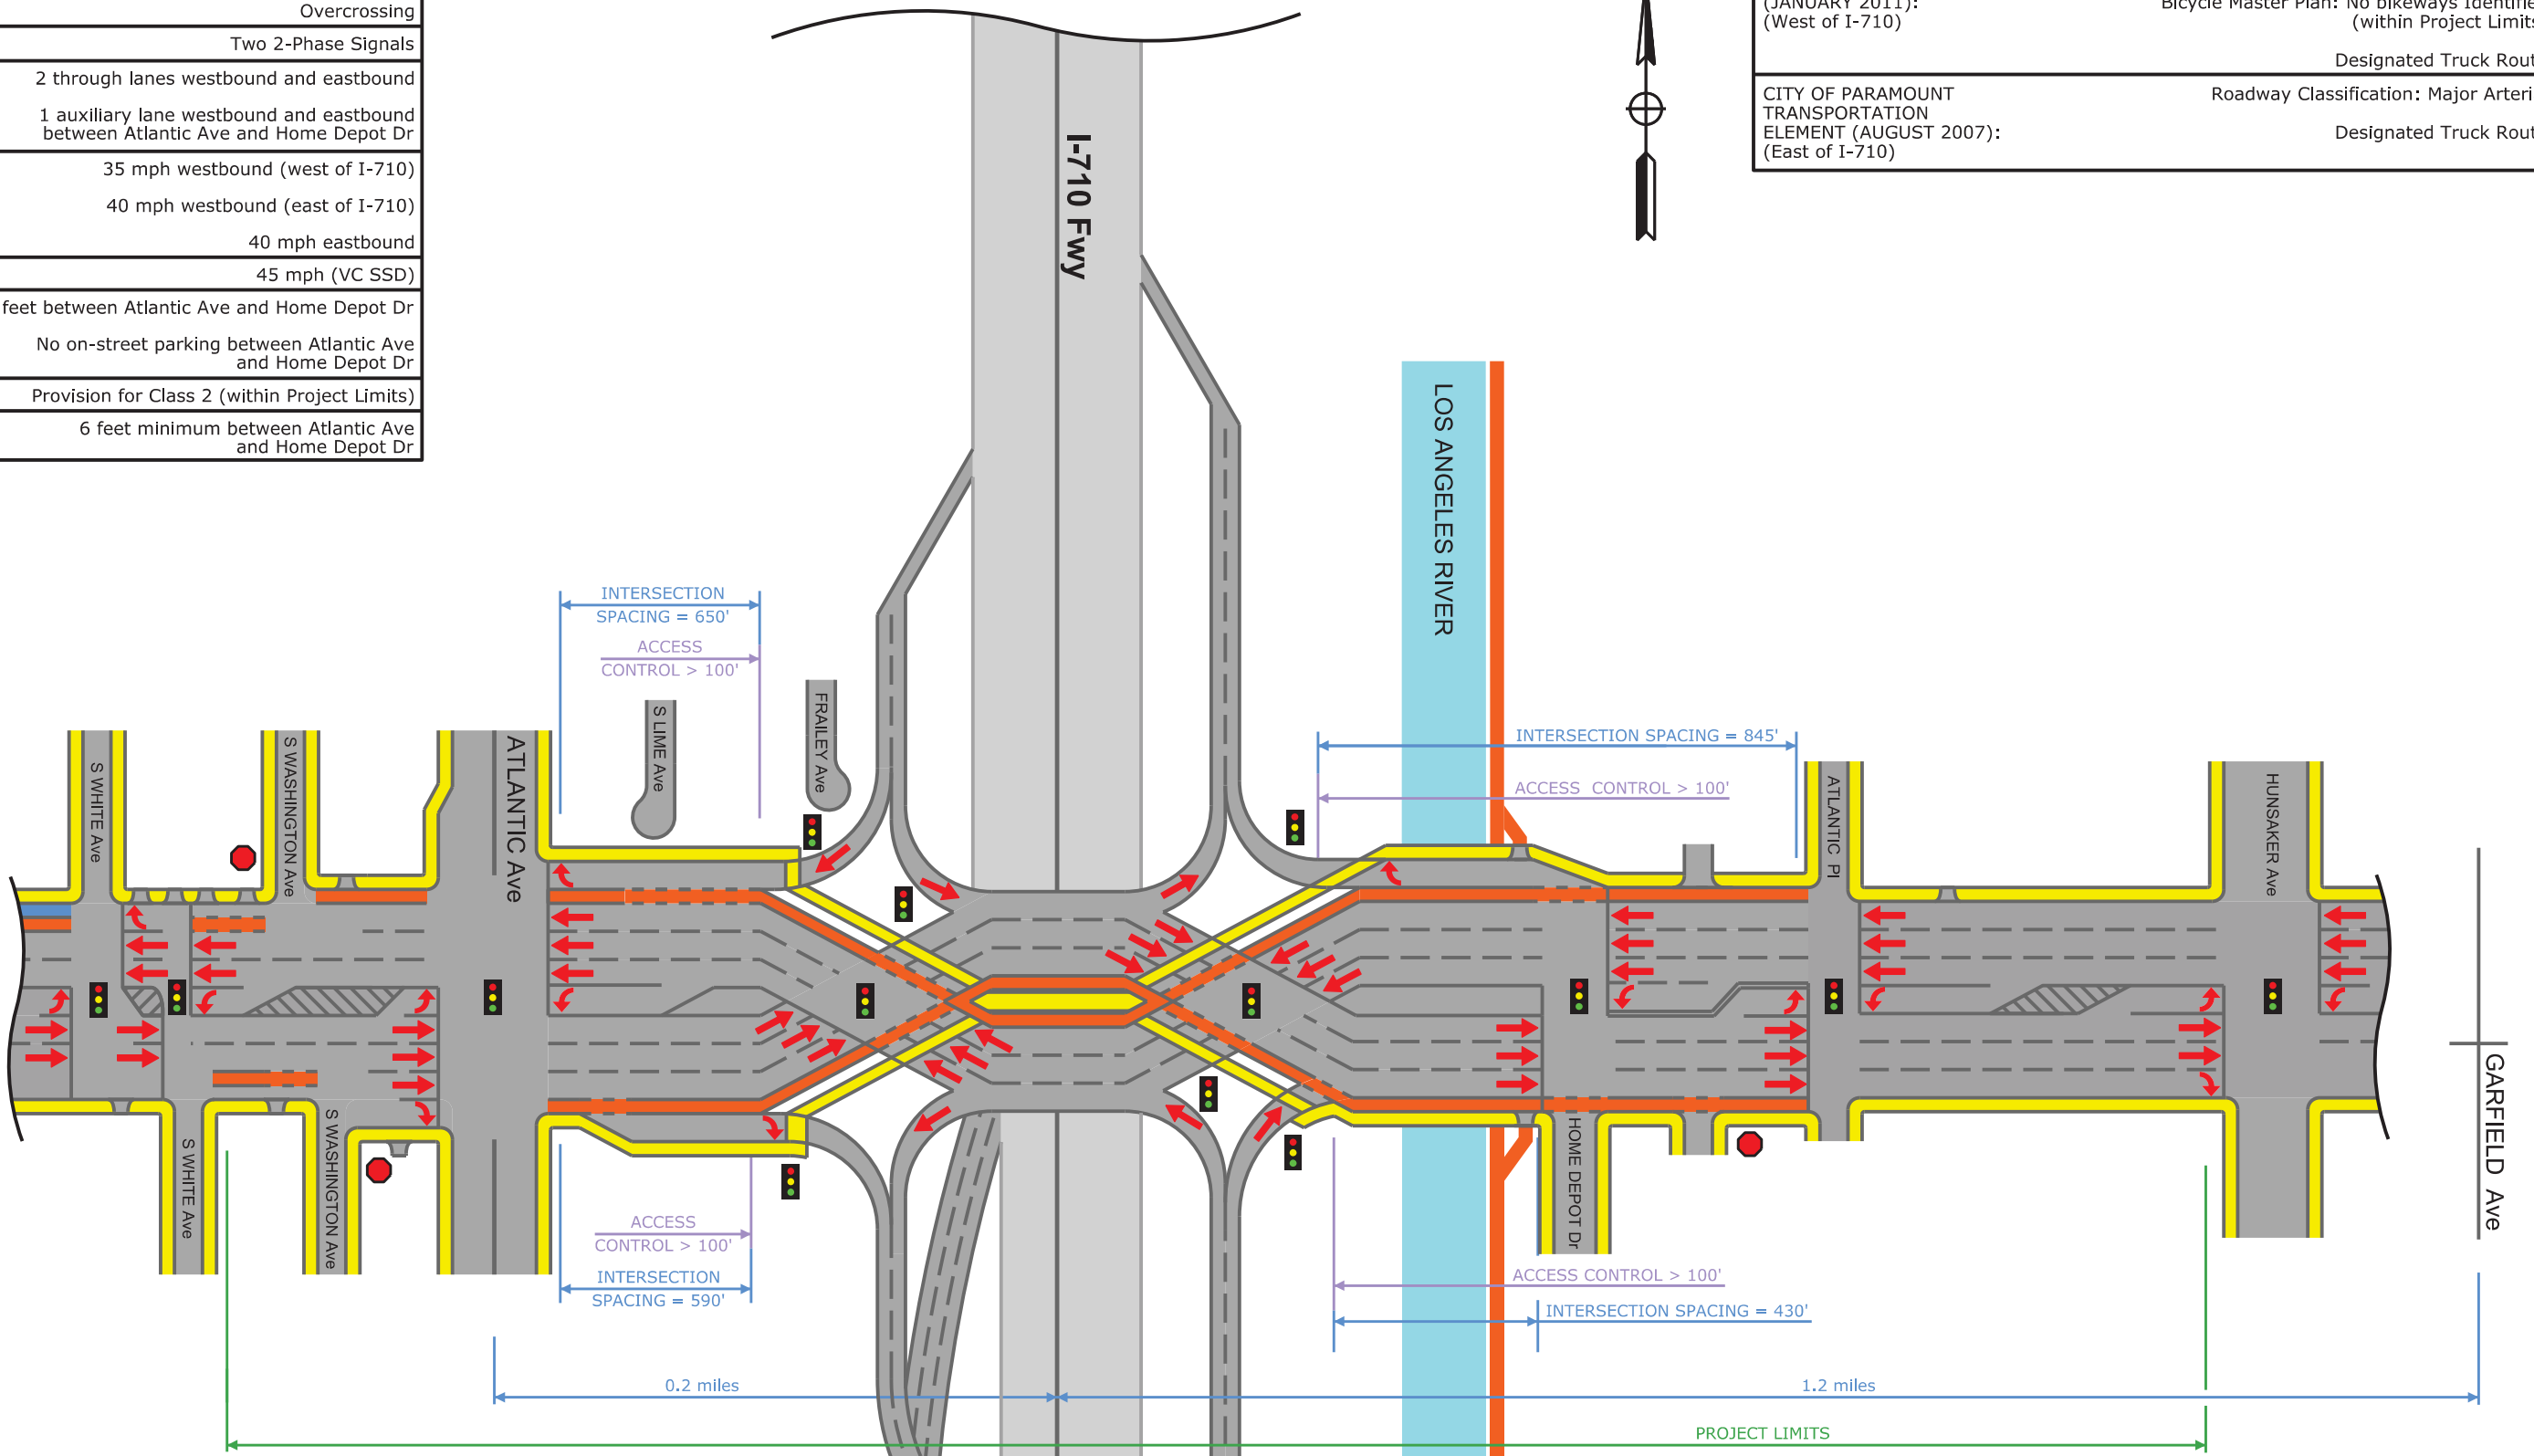 Overcrossing
Two 2-Phase Signals
2 through lanes westbound and eastbound
1 auxiliary lane westbound and eastbound
between Atlantic Ave and Home Depot Dr
35 mph westbound (west of I-710)
40 mph westbound (east of I-710)
40 mph eastbound
45 mph (VC SSD)
feet between Atlantic Ave and Home Depot Dr
No on-street parking between Atlantic Ave
and Home Depot Dr
Provision for Class 2 (within Project Limits)
6 feet minimum between Atlantic Ave
and Home Depot Dr
(JANUARY 2011):
(West of I-710)
Bicycle Master Plan: No bikeways Identifie
(within Project Limits
Designated Truck Rout
CITY OF PARAMOUNT
TRANSPORTATION
ELEMENT (AUGUST 2007):
(East of I-710)
Roadway Classification: Major Arteri
Designated Truck Rout
I-710 Fwy
LOS ANGELES RIVER
INTERSECTION
SPACING = 650'
ACCESS
CONTROL > 100'
S LIME Ave
FRAILEY Ave
INTERSECTION SPACING = 845'
ACCESS CONTROL > 100'
S WHITE Ave
S WASHINGTON Ave
ATLANTIC Ave
ATLANTIC Pl
HUNSAKER Ave
GARFIELD Ave
S WHITE Ave
S WASHINGTON Ave
HOME DEPOT Dr
ACCESS
CONTROL > 100'
INTERSECTION
SPACING = 590'
ACCESS CONTROL > 100'
INTERSECTION SPACING = 430'
0.2 miles
1.2 miles
PROJECT LIMITS